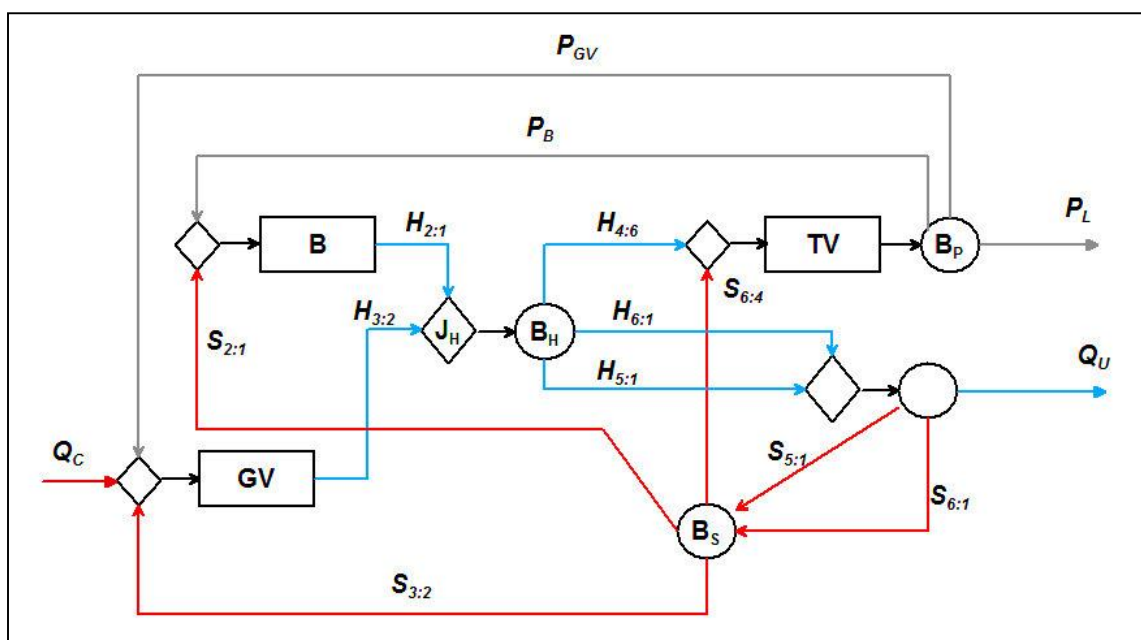 P_GV
P_B
B
H_2:1
H_4:6
TV
B_P
P_L
H_3:2
S_2:1
J_H
B_H
S_6:4
H_6:1
H_5:1
Q_U
Q_C
GV
S_5:1
S_6:1
B_S
S_3:2